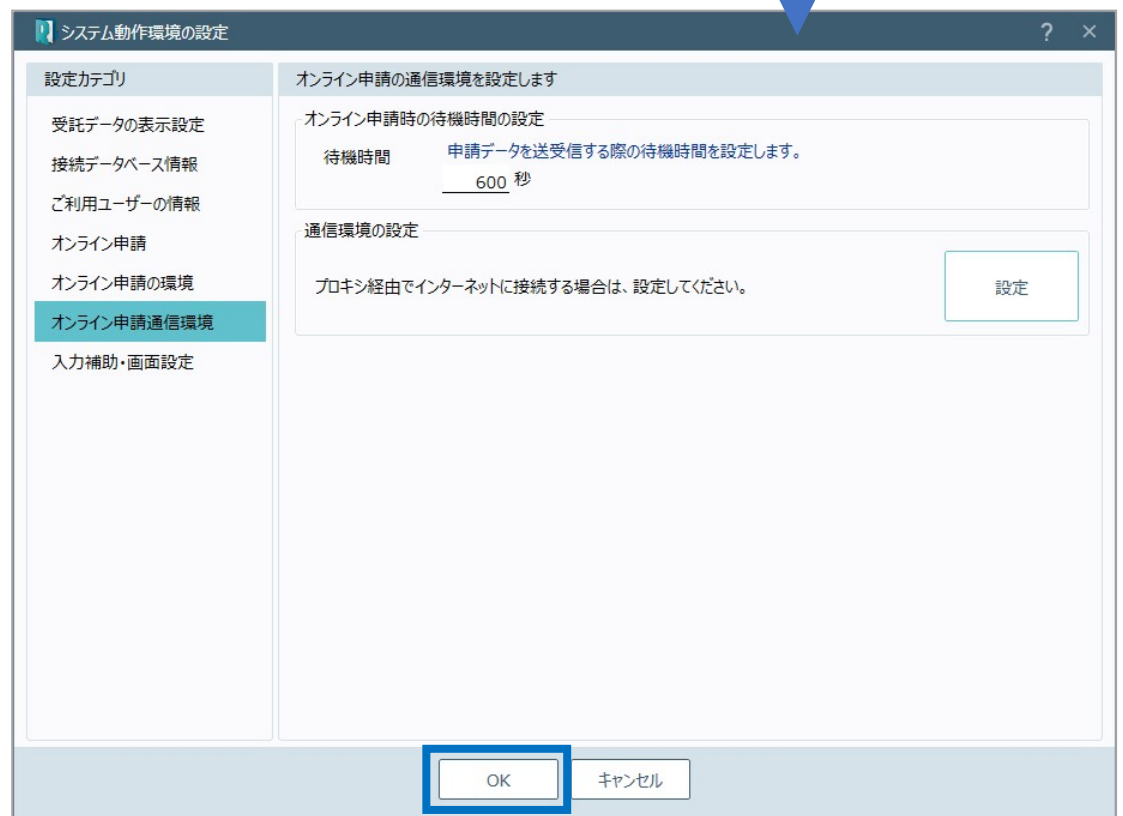 システム動作環境の設定
? ×
設定カテゴリ
受託データの表示設定
接続データベース情報
ご利用ユーザーの情報
オンライン申請
オンライン申請の環境
オンライン申請通信環境
入力補助・画面設定
オンライン申請の通信環境を設定します
オンライン申請時の待機時間の設定
待機時間 申請データを送受信する際の待機時間を設定します。
600 秒
通信環境の設定
プロキシ経由でインターネットに接続する場合は、設定してください。 設定
OK キャンセル